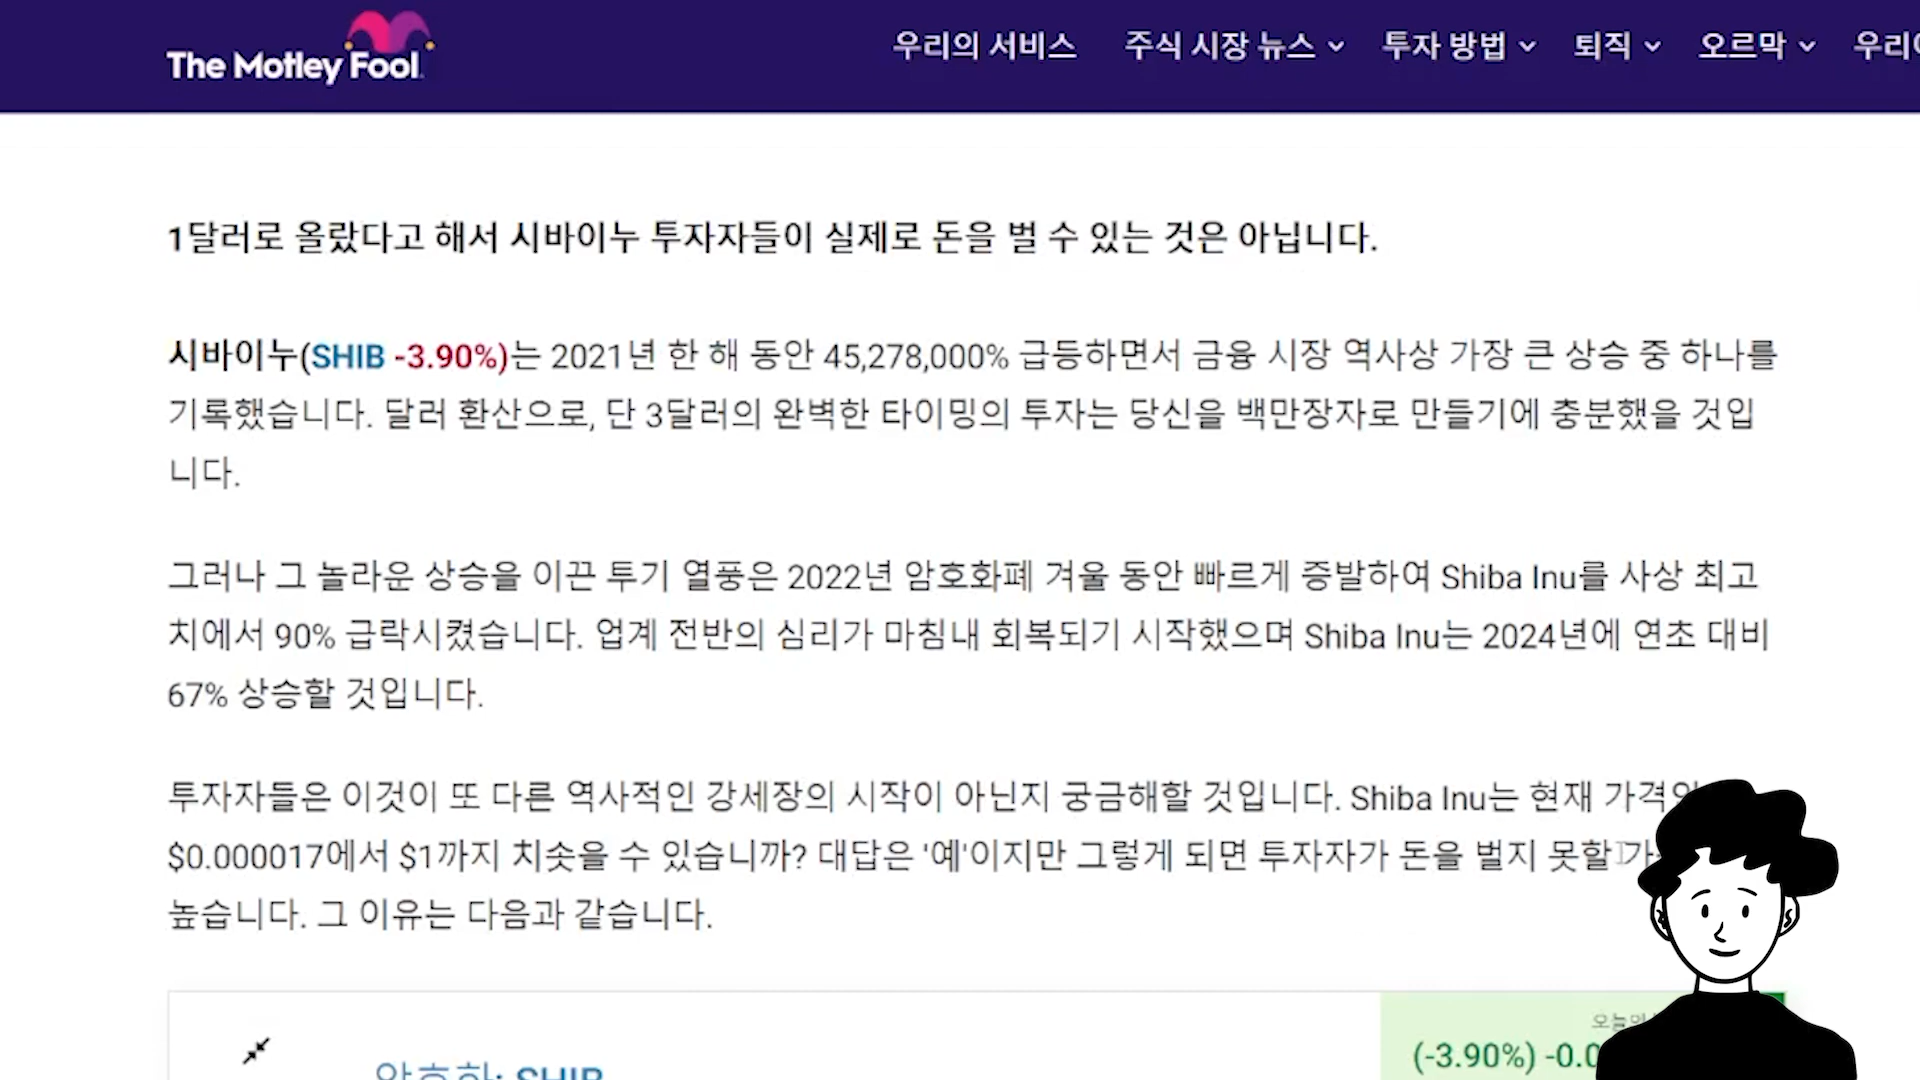 The Motley Fool
우리의 서비스 주식 시장 뉴스 투자 방법 퇴직 오르막
1달러로 올랐다고 해서 시바이누 투자자들이 실제로 돈을 벌 수 있는 것은 아닙니다.
시바이누(SHIB -3.90%)는 2021년 한 해 동안 45,278,000% 급등하면서 금융 시장 역사상 가장 큰 상승 중 하나를
기록했습니다. 달러 환산으로, 단 3달러의 완벽한 타이밍의 투자는 당신을 백만장자로 만들기에 충분했을 것입
니다.
그러나 그 놀라운 상승을 이끈 투기 열풍은 2022년 암호화폐 겨울 동안 빠르게 증발하여 Shiba Inu를 사상 최고
치에서 90% 급락시켰습니다. 업계 전반의 심리가 마침내 회복되기 시작했으며 Shiba Inu는 2024년에 연초 대비
67% 상승할 것입니다.
투자자들은 이것이 또 다른 역사적인 강세장의 시작이 아닌지 궁금해할 것입니다. Shiba Inu는 현재 가격인
$0.000017에서 $1까지 치솟을 수 있습니까? 대답은 '예'이지만 그렇게 되면 투자자가 돈을 벌지 못할
높습니다. 그 이유는 다음과 같습니다.
SHIB
(-3.90%)